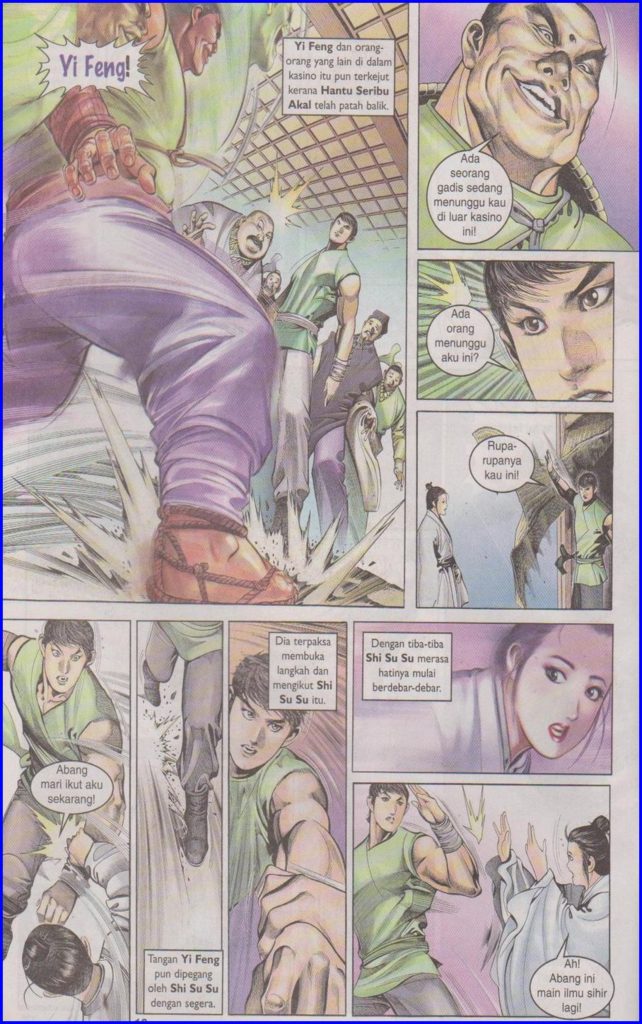 Yi Feng!
Yi Feng dan orang-
orang yang lain di dalam
kasino itu pun terkejut
kerana Hantu Seribu
Akal telah patah balik.
Ada
seorang
gadis sedang
menunggu kau
di luar kasino
ini!
Ada
orang
menunggu
aku ini?
Rupa-
rupanya
kau ini!
Abang
mari ikut aku
sekarang!
Tangan Yi Feng
pun dipegang
oleh Shi Su Su
dengan segera.
Dia terpaksa
membuka
langkah dan
mengikut Shi
Su Su itu.
Dengan tiba-tiba
Shi Su Su merasa
hatinya mulai
berdebar-debar.
Ah!
Abang ini
main ilmu sihir
lagi!